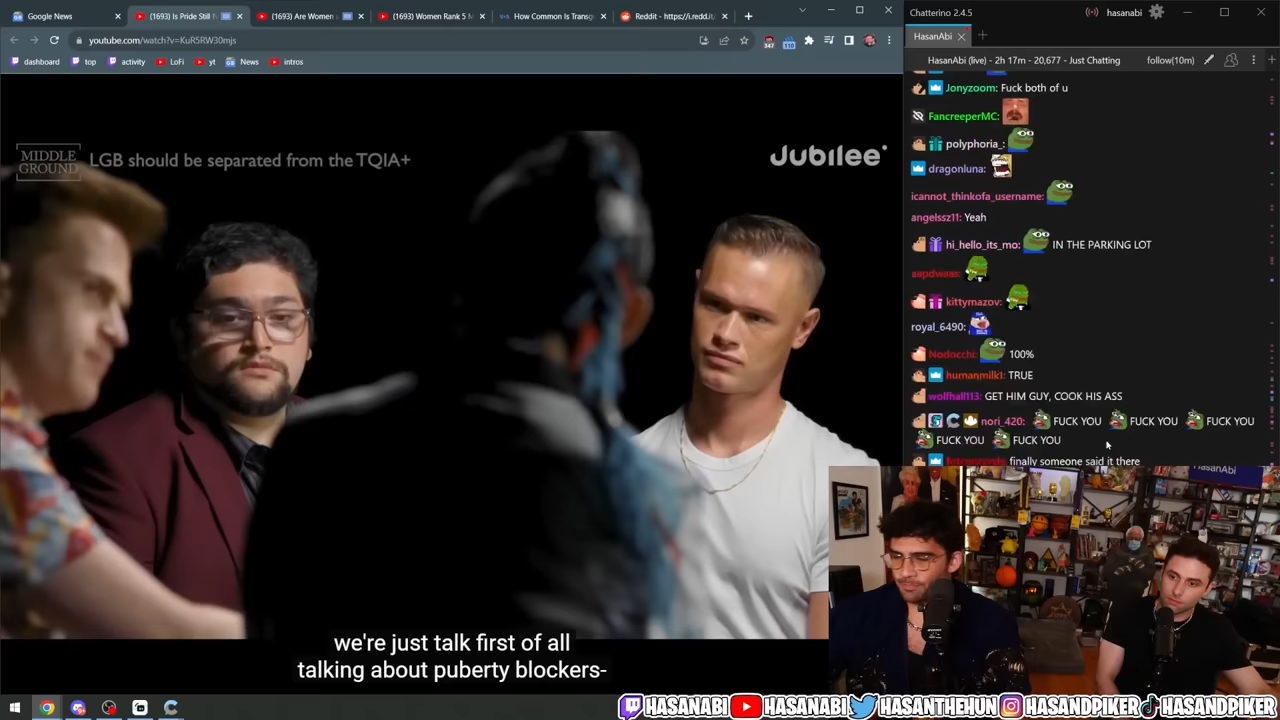 Google News
(1693) Is Pride Still N
(1693) Are Women
(1693) Women Rank 5 M
How Common Is Transg
Reddit - https://i.redd.it/
youtube.com/watch?v=KuR5RW30mjs
347
110
dashboard
top
activity
LoFi
yt
News
intros
MIDDLE
GROUND
LGB should be separated from the TQIA+
Jubilee
we're just talk first of all
talking about puberty blockers-
Chatterino 2.4.5
hasanabi
HasanAbi
HasanAbi (live) - 2h 17m - 20,677 - Just Chatting
follow(10m)
Jonyzoom: Fuck both of u
FancreeperMC:
polyphoria_:
dragonluna:
icannot_thinkofa_username:
angelssz11: Yeah
hi_hello_its_mo: IN THE PARKING LOT
kittymazov:
royal_6490:
Nodocchi: 100%
humanmilk1: TRUE
wolfhall113: GET HIM GUY, COOK HIS ASS
nori_420: FUCK YOU FUCK YOU FUCK YOU
FUCK YOU FUCK YOU
finally someone said it there
HasanAbi
HASANABI HASANABI HASANTHEHUN HASANDPIKER HASANDPIKER